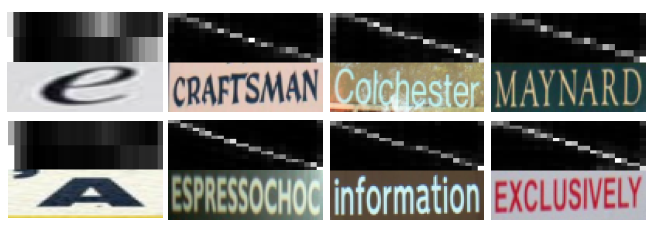 e CRAFTSMAN Colchester MAYNARD
A ESPRESSOCHOC information EXCLUSIVELY